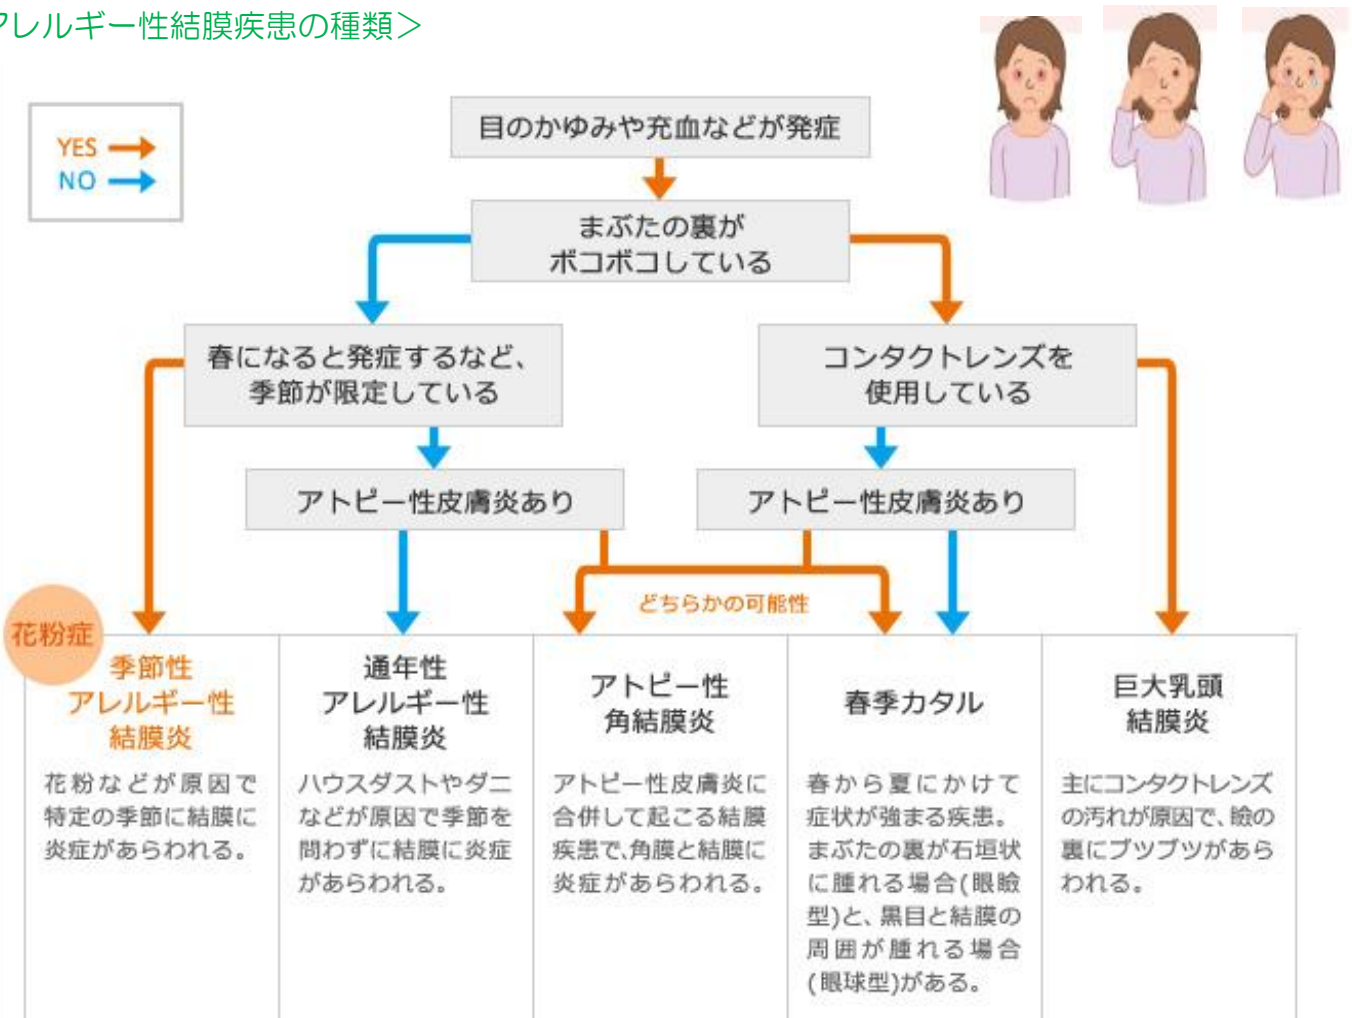 アレルギー性結膜疾患の種類＞
YES
NO
目のかゆみや充血などが発症
まぶたの裏が
ボコボコしている
春になると発症するなど、
季節が限定している
コンタクトレンズを
使用している
アトピー性皮膚炎あり
アトピー性皮膚炎あり
どちらかの可能性
花粉症
季節性
アレルギー性
結膜炎
花粉などが原因で
特定の季節に結膜に
炎症があらわれる。
通年性
アレルギー性
結膜炎
ハウスダストやダニ
などが原因で季節を
問わずに結膜に炎症
があらわれる。
アトピー性
角結膜炎
アトピー性皮膚炎に
合併して起こる結膜
疾患で、角膜と結膜に
炎症があらわれる。
春季カタル
春から夏にかけて
症状が強まる疾患。
まぶたの裏が石垣状
に腫れる場合(眼瞼
型)と、黒目と結膜の
周囲が腫れる場合
(眼球型)がある。
巨大乳頭
結膜炎
主にコンタクトレンズ
の汚れが原因で、瞼の
裏にブツブツがあら
われる。